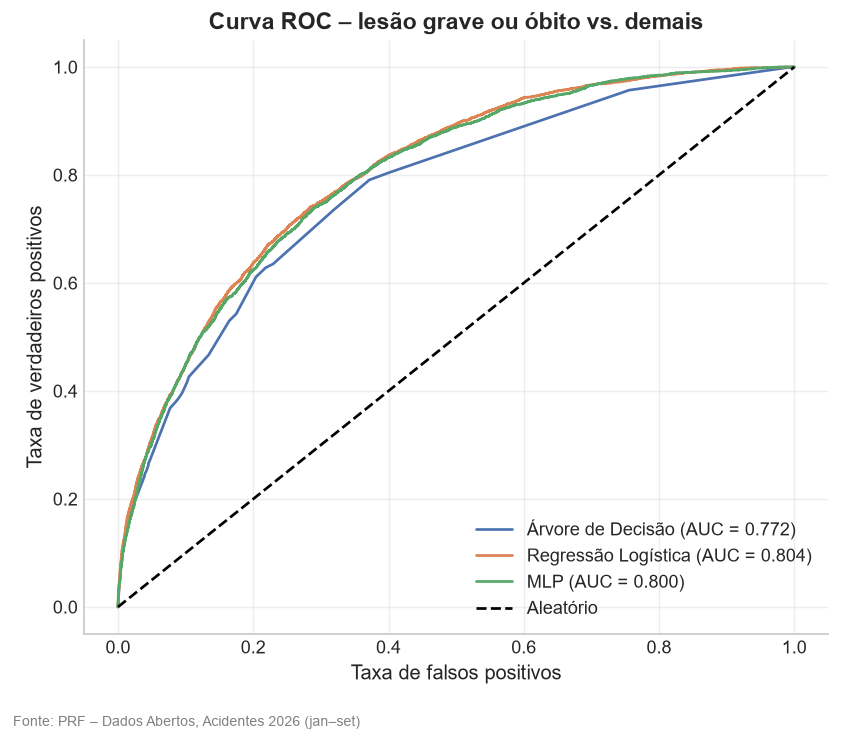 Curva ROC – lesão grave ou óbito vs. demais
Taxa de verdadeiros positivos
1.0
0.8
0.6
0.4
0.2
0.0
Árvore de Decisão (AUC = 0.772)
Regressão Logística (AUC = 0.804)
MLP (AUC = 0.800)
Aleatório
0.0 0.2 0.4 0.6 0.8 1.0
Taxa de falsos positivos
Fonte: PRF – Dados Abertos, Acidentes 2026 (jan–set)